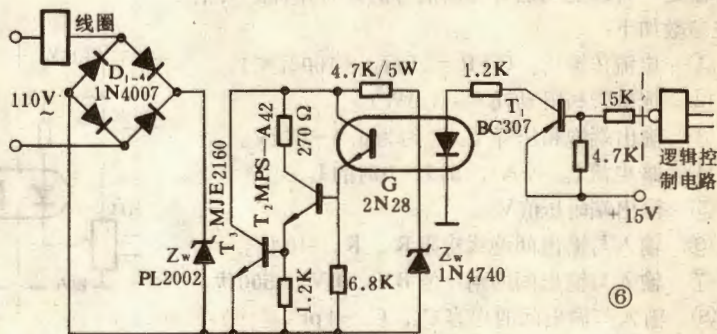 线圈
110V
~
D₁₋₄
1N4007
Zw
PL2002
T₃ MJE2160
T₂ MPS-A42
270 Ω
1.2K
6.8K
4.7K/5W
G
2N28
Zw
1N4740
1.2K
T₁
BC307
15K
4.7K
+15V
逻辑控
制电路
⑥